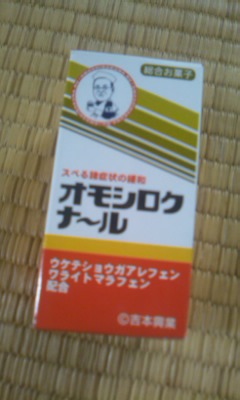 総合お菓子
スベる諸症状の緩和
オモシロク
ナ〜ル
ウケテショウガアレフェン
ワライトマラフェン
配合
©吉本興業